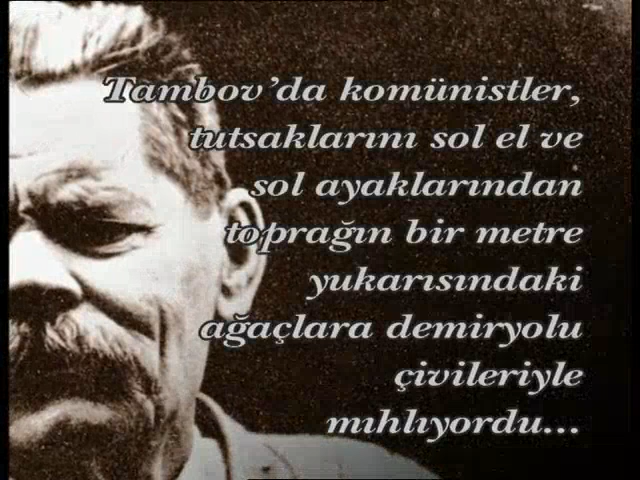 Tambov’da komünistler,
tutsaklarını sol el ve
sol ayaklarından
toprağın bir metre
yukarısındaki
ağaçlara demiryolu
çivileriyle
mıhlıyordu...